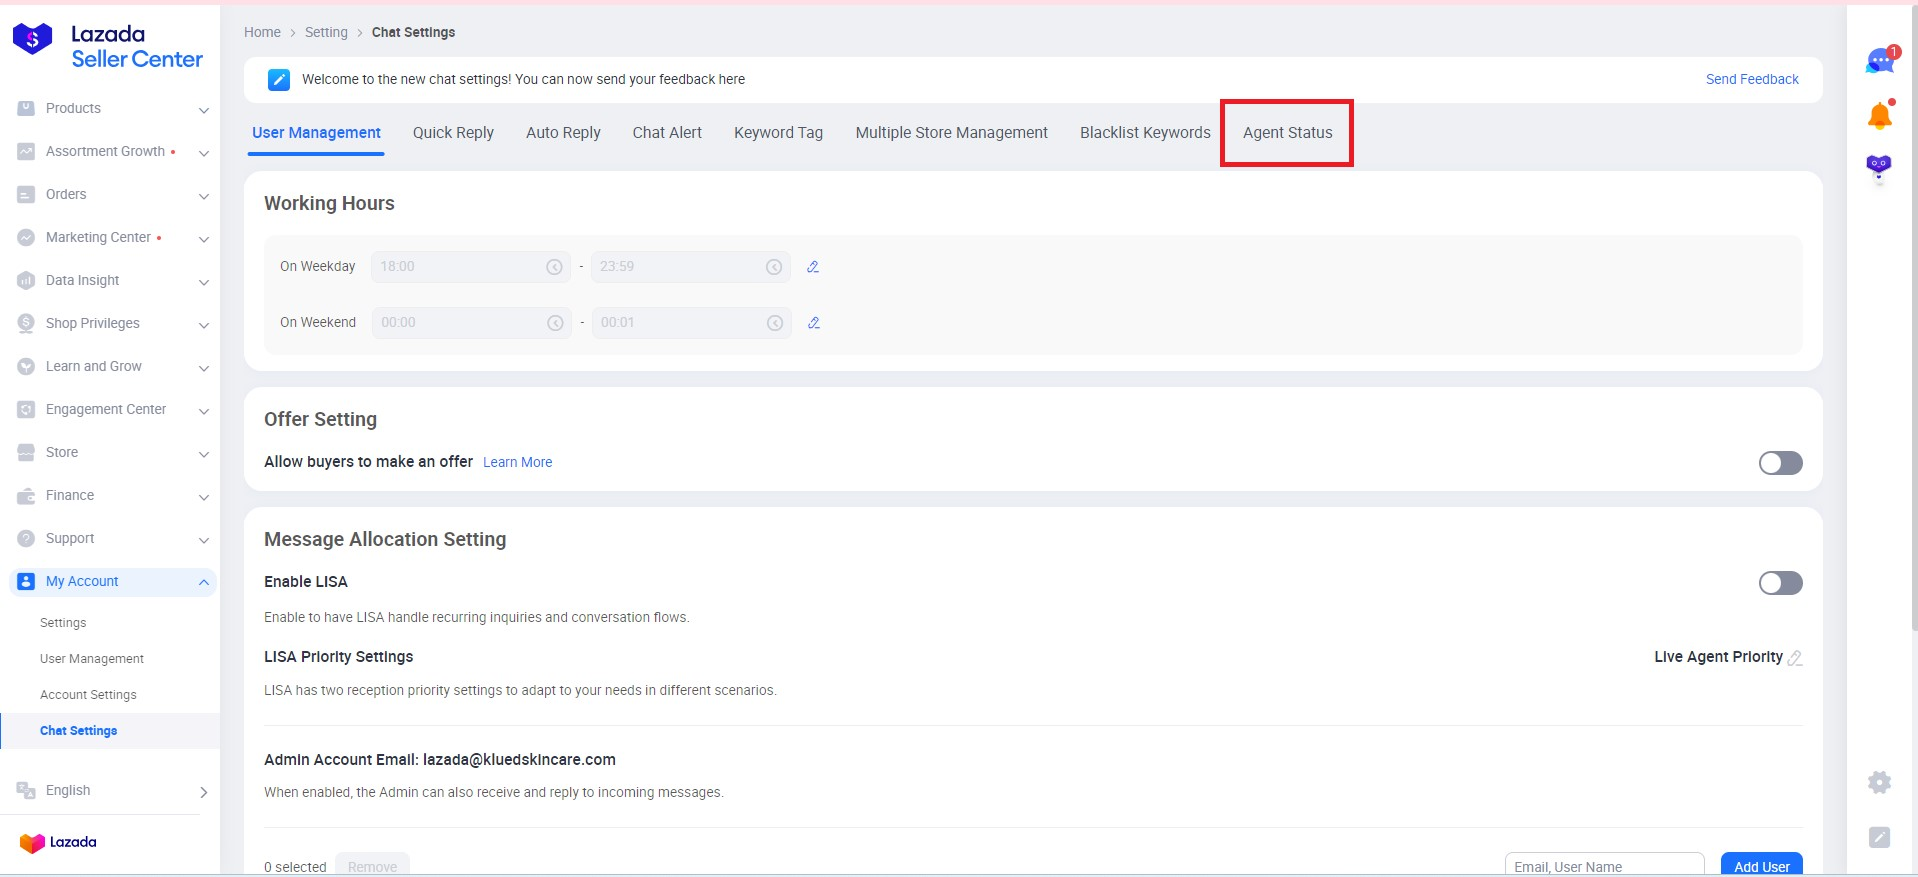 Lazada
Seller Center
Products
Assortment Growth
Orders
Marketing Center
Data Insight
Shop Privileges
Learn and Grow
Engagement Center
Store
Finance
Support
My Account
Settings
User Management
Account Settings
Chat Settings
English
Lazada
Home > Setting > Chat Settings
Welcome to the new chat settings! You can now send your feedback here
Send Feedback
User Management Quick Reply Auto Reply Chat Alert Keyword Tag Multiple Store Management Blacklist Keywords Agent Status
Working Hours
On Weekday 18:00 - 23:59
On Weekend 00:00 - 00:01
Offer Setting
Allow buyers to make an offer Learn More
Message Allocation Setting
Enable LISA
Enable to have LISA handle recurring inquiries and conversation flows.
LISA Priority Settings
Live Agent Priority
LISA has two reception priority settings to adapt to your needs in different scenarios.
Admin Account Email: lazada@kluedskincare.com
When enabled, the Admin can also receive and reply to incoming messages.
0 selected Remove Email, User Name Add User
1